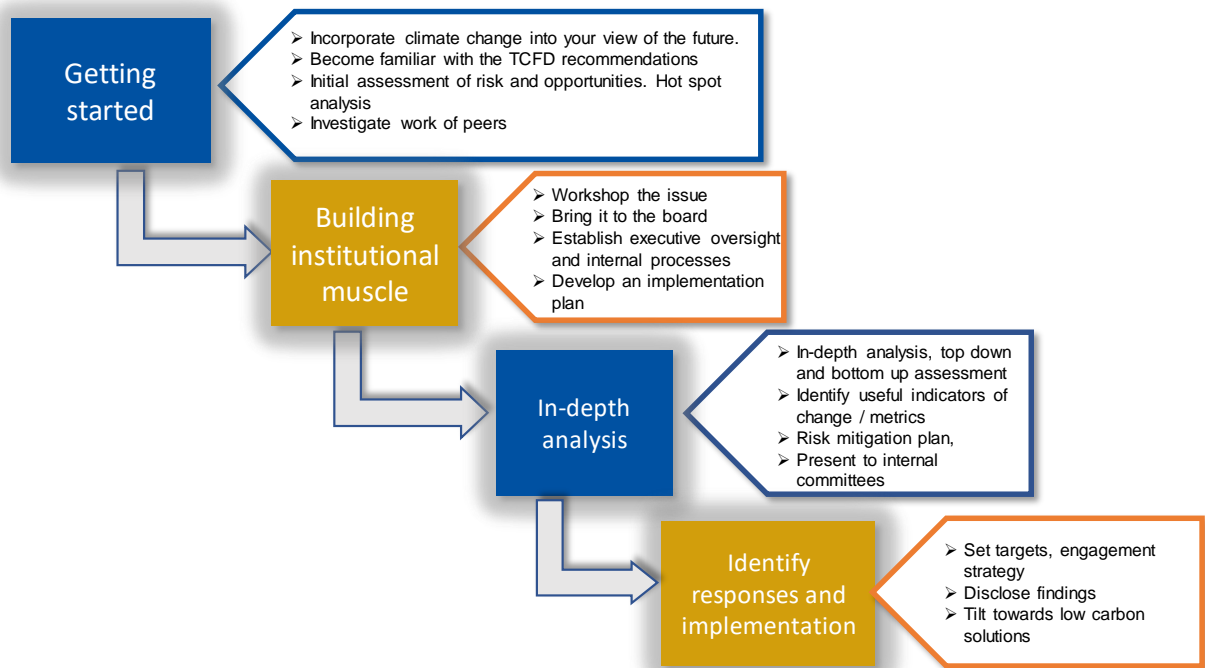 Getting
started
➢ Incorporate climate change into your view of the future.
➢ Become familiar with the TCFD recommendations
➢ Initial assessment of risk and opportunities. Hot spot
analysis
➢ Investigate work of peers
Building
institutional
muscle
➢ Workshop the issue
➢ Bring it to the board
➢ Establish executive oversight
and internal processes
➢ Develop an implementation
plan
In-depth
analysis
➢ In-depth analysis, top down
and bottom up assessment
➢ Identify useful indicators of
change / metrics
➢ Risk mitigation plan,
➢ Present to internal
committees
Identify
responses and
implementation
➢ Set targets, engagement
strategy
➢ Disclose findings
➢ Tilt towards low carbon
solutions